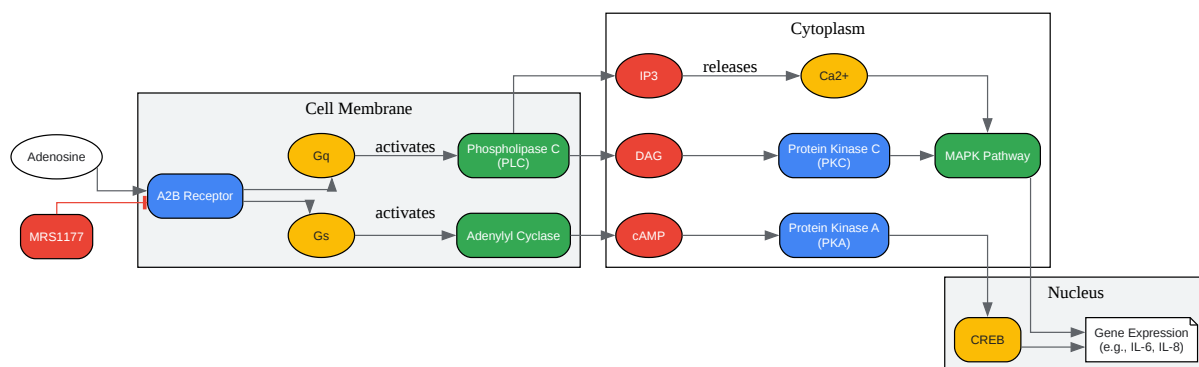 Cytoplasm
IP3
releases
Ca2+
Cell Membrane
Adenosine
Gq
activates
Phospholipase C
(PLC)
DAG
Protein Kinase C
(PKC)
MAPK Pathway
A2B Receptor
MRS1177
Gs
activates
Adenylyl Cyclase
cAMP
Protein Kinase A
(PKA)
Nucleus
CREB
Gene Expression
(e.g., IL-6, IL-8)